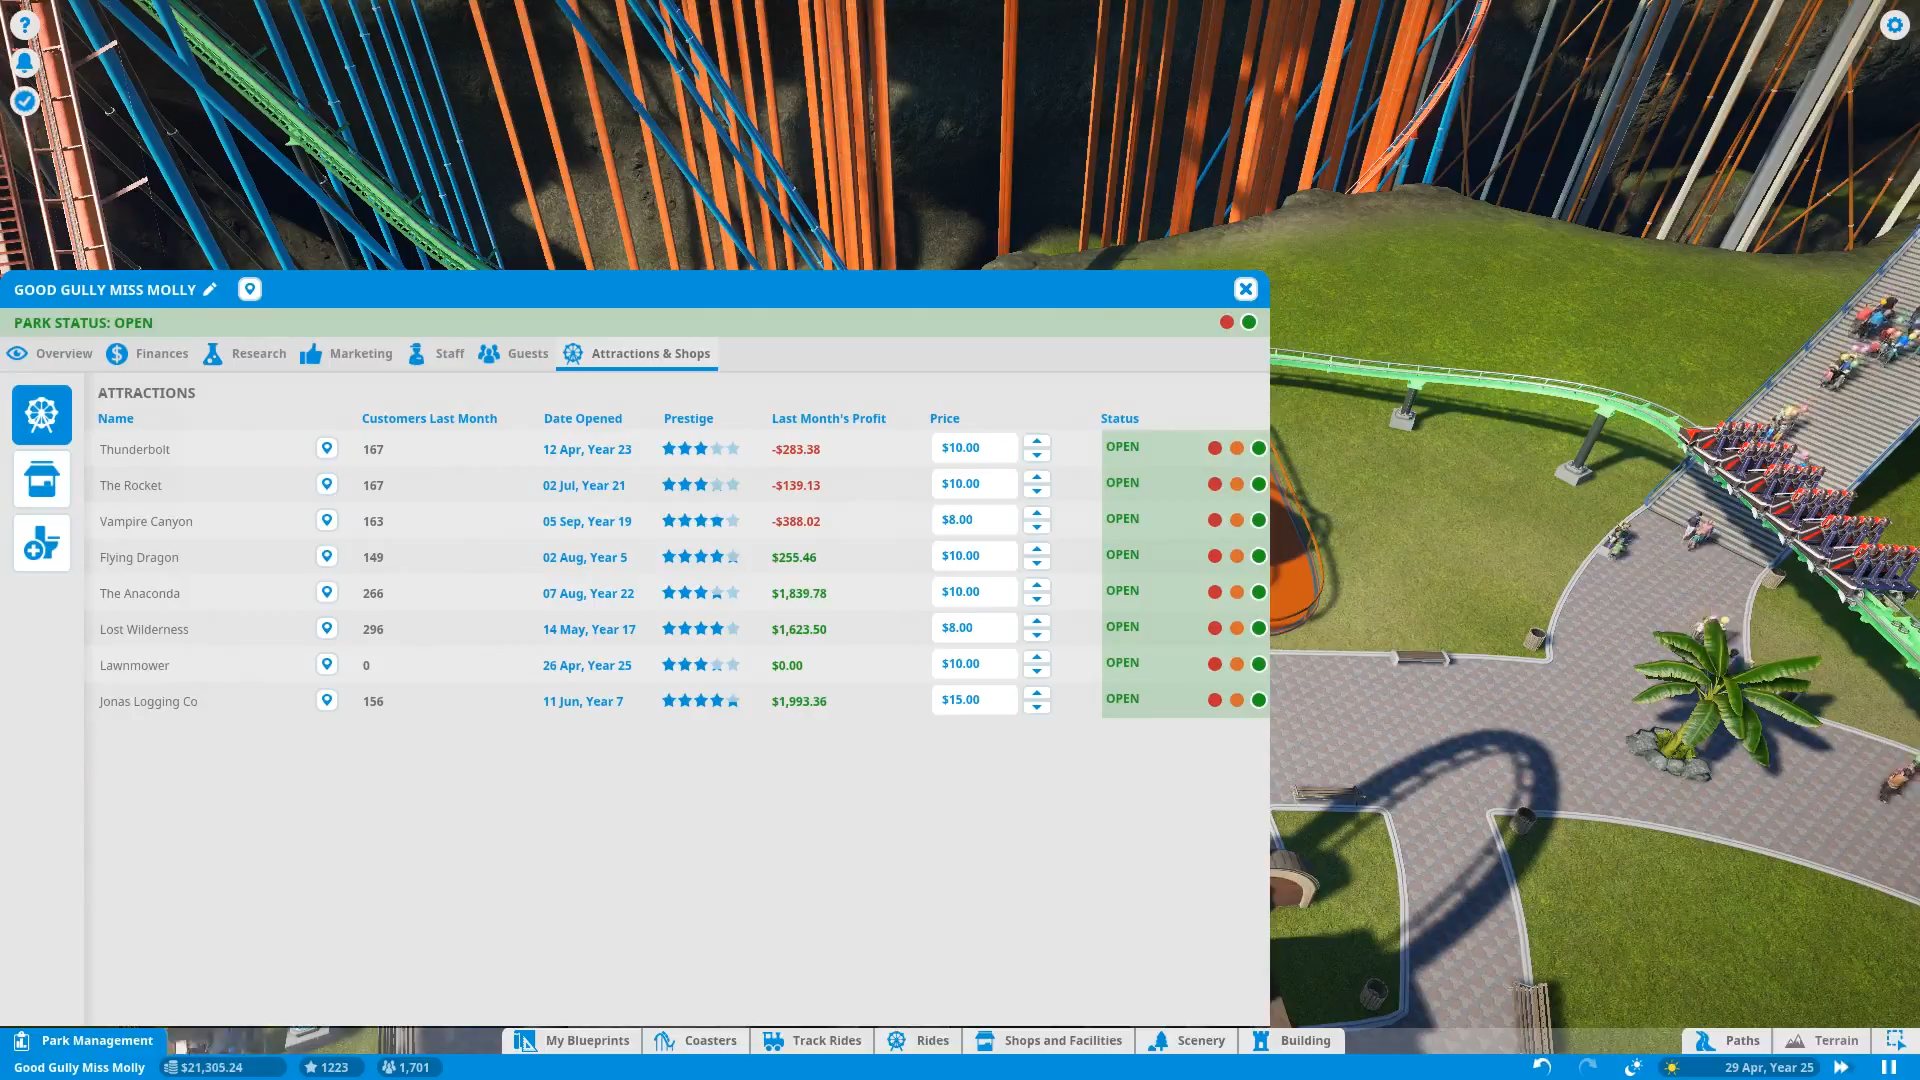 GOOD GULLY MISS MOLLY
PARK STATUS: OPEN
Overview Finances Research Marketing Staff Guests Attractions & Shops
ATTRACTIONS
Name Customers Last Month Date Opened Prestige Last Month's Profit Price Status
Thunderbolt 167 12 Apr, Year 23 -$283.38 $10.00 OPEN
The Rocket 167 02 Jul, Year 21 -$139.13 $10.00 OPEN
Vampire Canyon 163 05 Sep, Year 19 -$388.02 $8.00 OPEN
Flying Dragon 149 02 Aug, Year 5 $255.46 $10.00 OPEN
The Anaconda 266 07 Aug, Year 22 $1,839.78 $10.00 OPEN
Lost Wilderness 296 14 May, Year 17 $1,623.50 $8.00 OPEN
Lawnmower 0 26 Apr, Year 25 $0.00 $10.00 OPEN
Jonas Logging Co 156 11 Jun, Year 7 $1,993.36 $15.00 OPEN
Park Management My Blueprints Coasters Track Rides Rides Shops and Facilities Scenery Building Paths Terrain
Good Gully Miss Molly $21,305.24 1223 1,701 29 Apr, Year 25